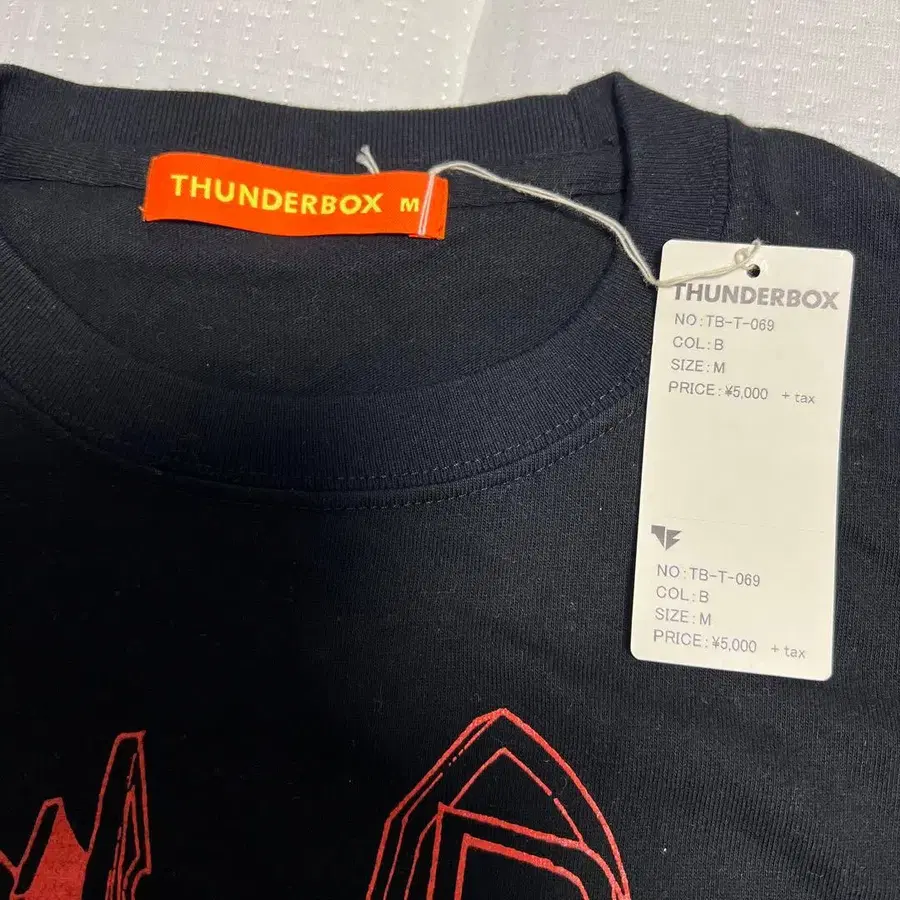 THUNDERBOX M
THUNDERBOX
NO:TB-T-069
COL:B
SIZE:M
PRICE:¥5,000 + tax
NO:TB-T-069
COL:B
SIZE:M
PRICE:¥5,000 + tax